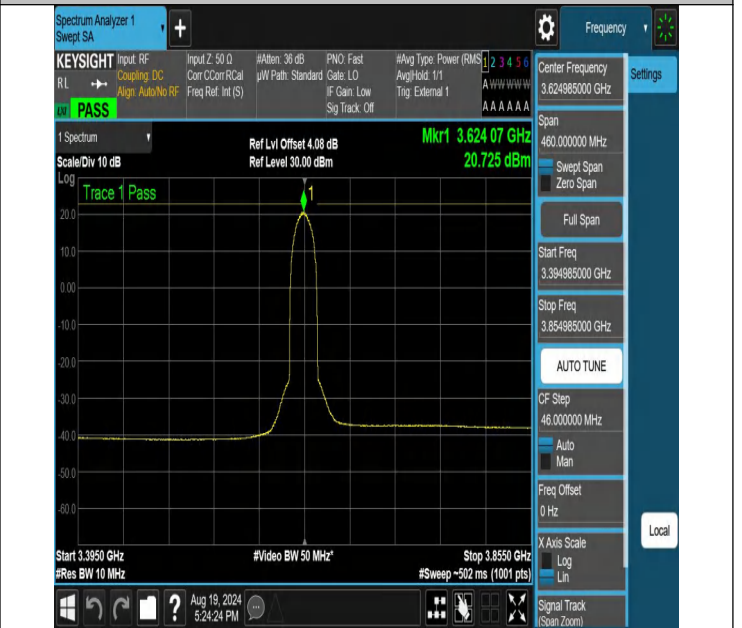 Spectrum Analyzer 1
Swept SA
+
Frequency
KEYSIGHT
RL
PASS
Input: RF
Coupling: DC
Align: Auto/No RF
Input Z: 50 Ω
Corr CCorr RCal
Freq Ref: Int (S)
#Atten: 36 dB
µW Path: Standard
PNO: Fast
Gate: LO
IF Gain: Low
Sig Track: Off
#Avg Type: Power (RMS
Avg|Hold: 1/1
Trig: External 1
1 2 3 4 5 6
A W W W W W
A A A A A A
1 Spectrum
Scale/Div 10 dB
Ref Lvl Offset 4.08 dB
Ref Level 30.00 dBm
Mkr1 3.624 07 GHz
20.725 dBm
Log
Trace 1 Pass
1
20.0
10.0
0.00
-10.0
-20.0
-30.0
-40.0
-50.0
-60.0
Start 3.3950 GHz
#Res BW 10 MHz
#Video BW 50 MHz*
Stop 3.8550 GHz
#Sweep ~502 ms (1001 pts)
Center Frequency
3.624985000 GHz
Settings
Span
460.000000 MHz
Swept Span
Zero Span
Full Span
Start Freq
3.394985000 GHz
Stop Freq
3.854985000 GHz
AUTO TUNE
CF Step
46.000000 MHz
Auto
Man
Freq Offset
0 Hz
X Axis Scale
Log
Lin
Local
Signal Track
(Span Zoom)
?
Aug 19, 2024
5:24:24 PM